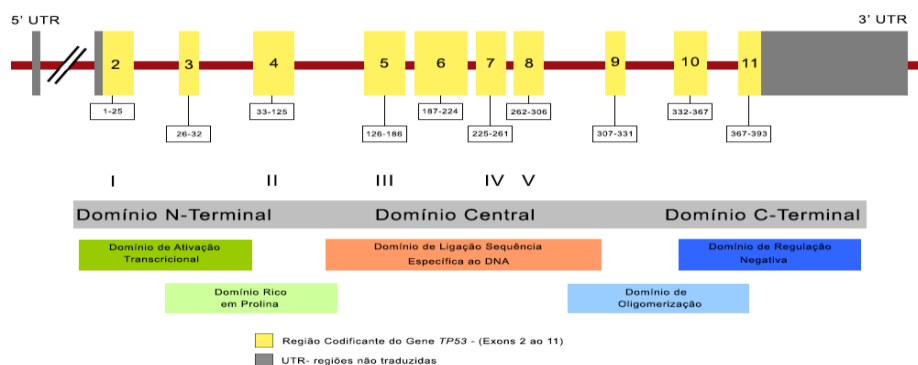 5' UTR
3' UTR
2
3
4
5
6
7
8
9
10
11
1-25
26-32
33-125
126-186
187-224
225-261
262-306
307-331
332-367
367-393
I
II
III
IV
V
Domínio N-Terminal
Domínio Central
Domínio C-Terminal
Domínio de Ativação
Transcricional
Domínio de Ligação Sequência
Específica ao DNA
Domínio de Regulação
Negativa
Domínio Rico
em Prolina
Domínio de
Oligomerização
Região Codificante do Gene TP53 - (Exons 2 ao 11)
UTR- regiões não traduzidas